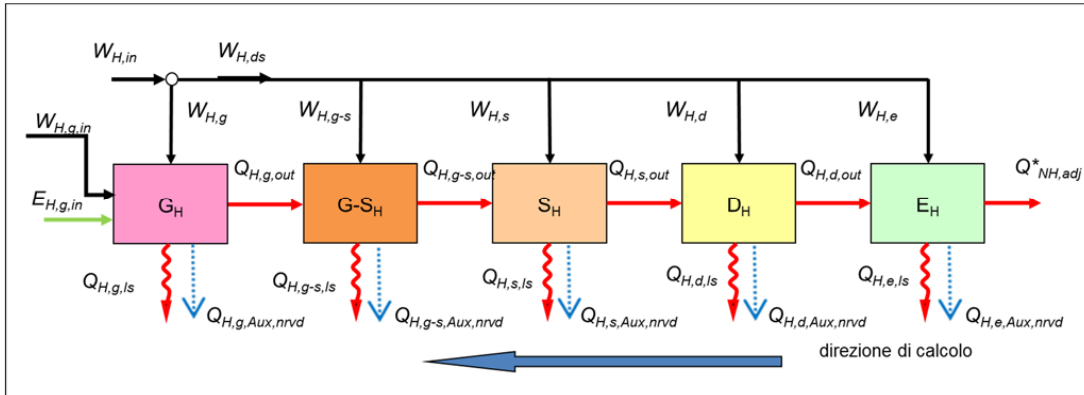 W_H,in
W_H,ds
W_H,g
W_H,g-s
W_H,s
W_H,d
W_H,e
W_H,g,in
E_H,g,in
G_H
Q_H,g,out
G-S_H
Q_H,g-s,out
S_H
Q_H,s,out
D_H
Q_H,d,out
E_H
Q*_NH,adj
Q_H,g,ls
Q_H,g-s,ls
Q_H,s,ls
Q_H,d,ls
Q_H,e,ls
Q_H,g,Aux,nrvd
Q_H,g-s,Aux,nrvd
Q_H,s,Aux,nrvd
Q_H,d,Aux,nrvd
Q_H,e,Aux,nrvd
direzione di calcolo